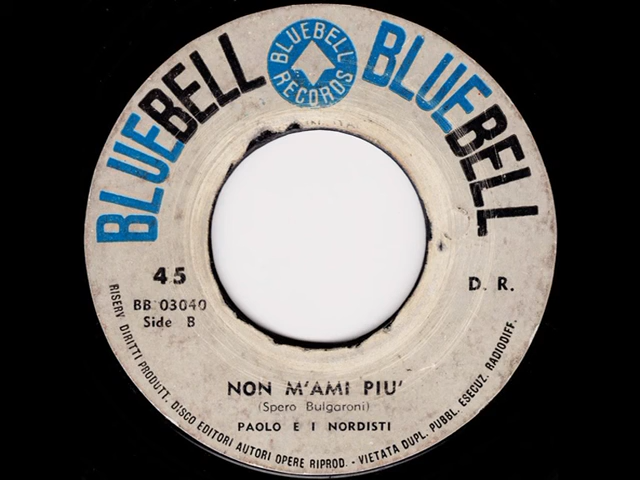 BLUEBELL
BLUEBELL RECORDS
BLUEBELL
45
D. R.
BB 03040
Side B
NON M'AMI PIU'
(Spero Bulgaroni)
PAOLO E I NORDISTI
RISERV DIRITTI PRODUTT. DISCO EDITORI AUTORI OPERE RIPROD. - VIETATA DUPL. PUBBL. ESECUZ. RADIODIFF.